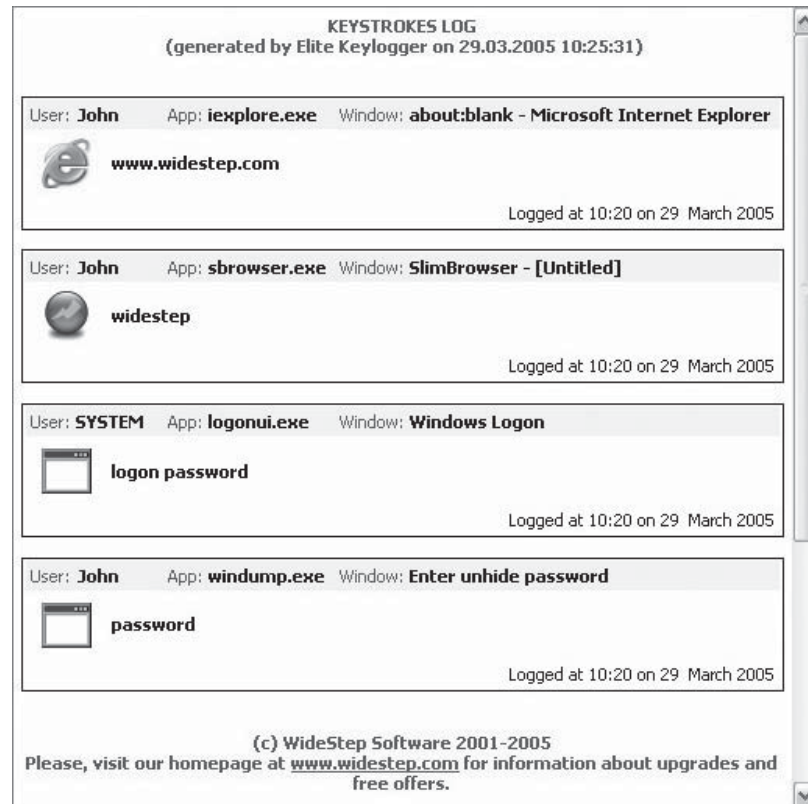 KEYSTROKES LOG
(generated by Elite Keylogger on 29.03.2005 10:25:31)
User: John App: iexplore.exe Window: about:blank - Microsoft Internet Explorer
www.widestep.com
Logged at 10:20 on 29 March 2005
User: John App: sbrowser.exe Window: SlimBrowser - [Untitled]
widestep
Logged at 10:20 on 29 March 2005
User: SYSTEM App: logonui.exe Window: Windows Logon
logon password
Logged at 10:20 on 29 March 2005
User: John App: windump.exe Window: Enter unhide password
password
Logged at 10:20 on 29 March 2005
(c) WideStep Software 2001-2005
Please, visit our homepage at www.widestep.com for information about upgrades and
free offers.